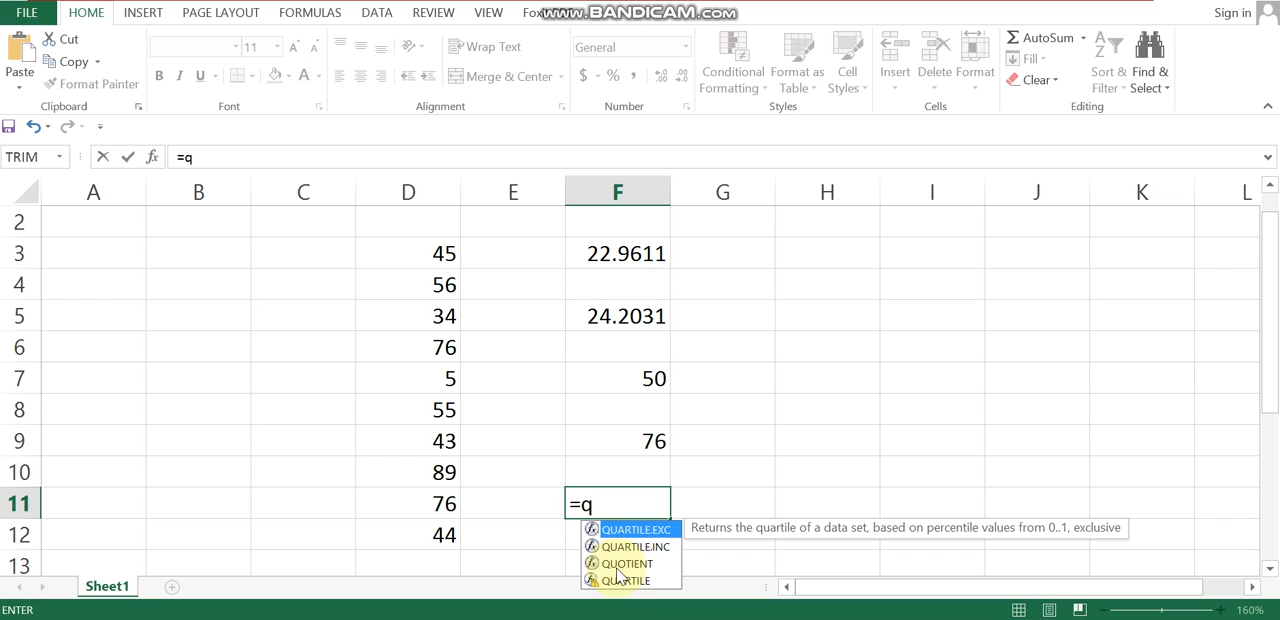 FILE HOME INSERT PAGE LAYOUT FORMULAS DATA REVIEW VIEW www.BANDICAM.com Sign in
Cut
Copy
Format Painter
Paste
Clipboard
11
B I U
Font
Wrap Text
Merge & Center
Alignment
General
$ % ,
Number
Conditional Formatting
Format as Table
Cell Styles
Styles
Insert Delete Format
Cells
AutoSum
Fill
Clear
Sort & Filter
Find & Select
Editing
TRIM =q
A B C D E F G H I J K L
2
3 45 22.9611
4 56
5 34 24.2031
6 76
7 5 50
8 55
9 43 76
10 89
11 76 =q
12 44
13
QUARTILE.EXC Returns the quartile of a data set, based on percentile values from 0..1, exclusive
QUARTILE.INC
QUOTIENT
QUARTILE
Sheet1
ENTER 160%